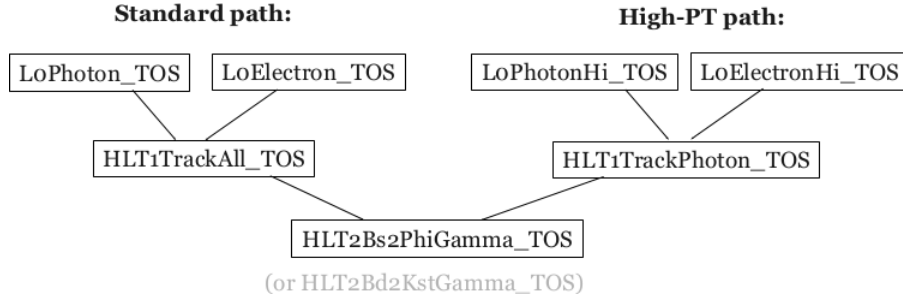 Standard path:
High-PT path:
L0Photon_TOS
L0Electron_TOS
L0PhotonHi_TOS
L0ElectronHi_TOS
HLT1TrackAll_TOS
HLT1TrackPhoton_TOS
HLT2Bs2PhiGamma_TOS
(or HLT2Bd2KstGamma_TOS)